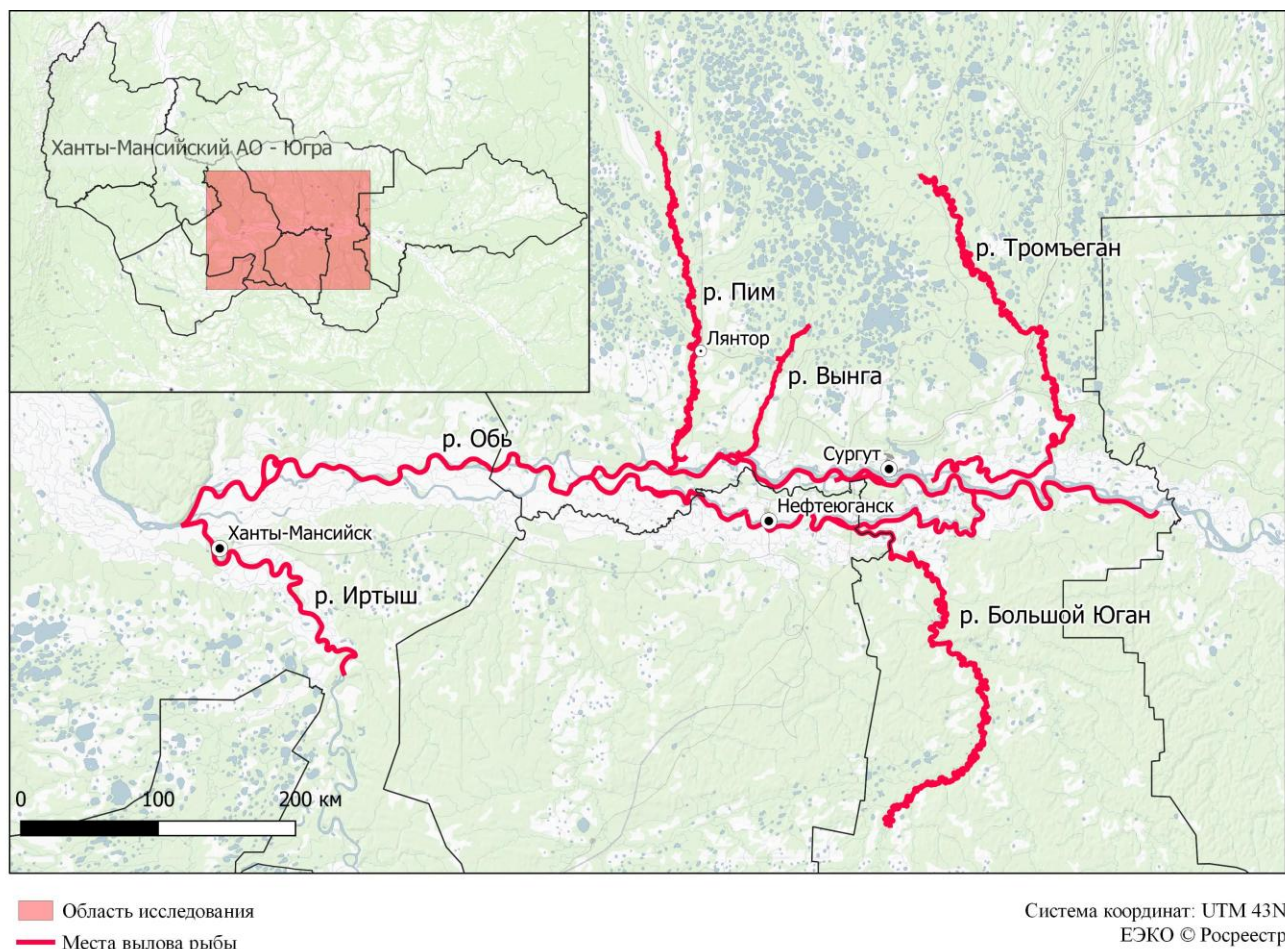 Ханты-Мансийский АО - Югра
р. Тромъеган
р. Пим
Лянтор
р. Вынга
р. Обь
Сургут
Нефтеюганск
Ханты-Мансийск
р. Иртыш
р. Большой Юган
0 100 200 км
Область исследования
Места вылова рыбы
Система координат: UTM 43N
ЕЭКО © Росреестр